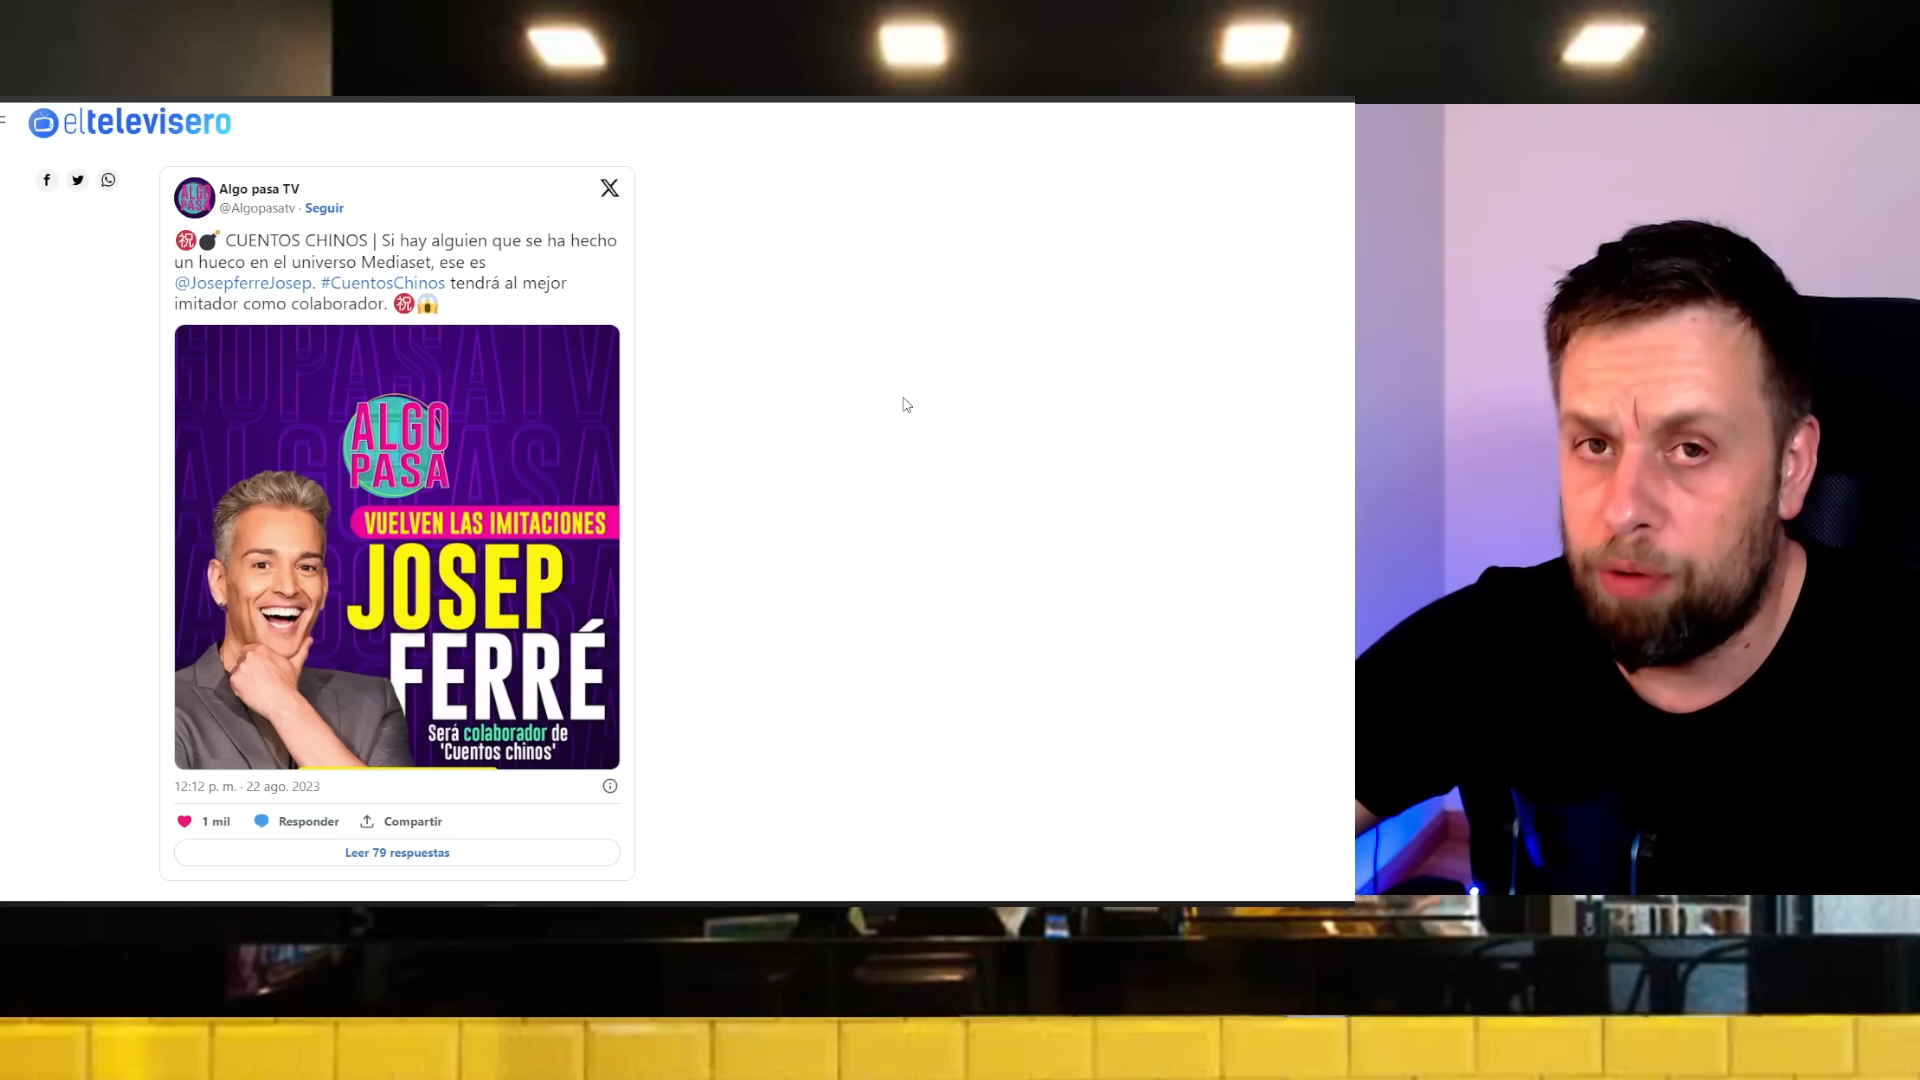 eltelevisero
Algo pasa TV
@Algopasatv · Seguir
㊗️💣 CUENTOS CHINOS | Si hay alguien que se ha hecho
un hueco en el universo Mediaset, ese es
@JosepferreJosep. #CuentosChinos tendrá al mejor
imitador como colaborador. ㊗️😱
ALGO
PASA
VUELVEN LAS IMITACIONES
JOSEP
FERRÉ
Será colaborador de
'Cuentos chinos'
12:12 p. m. · 22 ago. 2023
1 mil
Responder
Compartir
Leer 79 respuestas